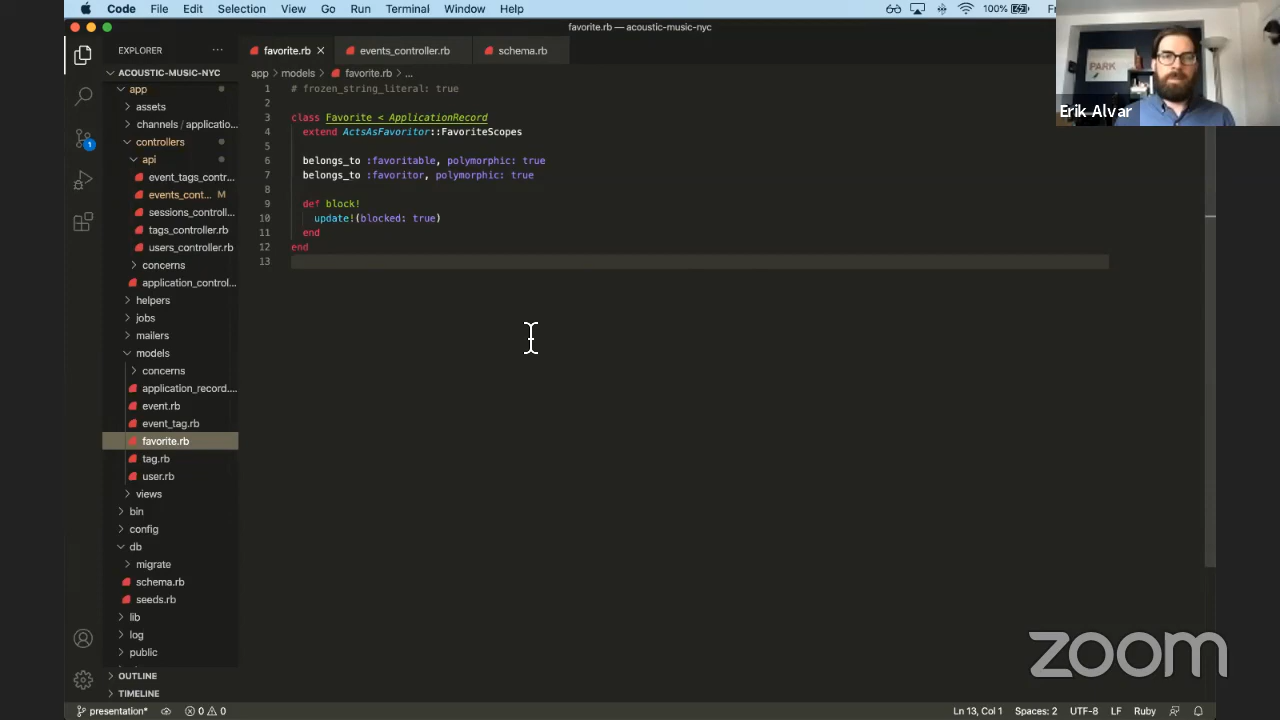 Code File Edit Selection View Go Run Terminal Window Help 100%
favorite.rb — acoustic-music-nyc
EXPLORER ...
favorite.rb × events_controller.rb schema.rb
ACOUSTIC-MUSIC-NYC
app > models > favorite.rb > ...
app
assets
channels / applicatio...
controllers
api
event_tags_contr...
events_cont... M
sessions_controll...
tags_controller.rb
users_controller.rb
concerns
application_control...
helpers
jobs
mailers
models
concerns
application_record....
event.rb
event_tag.rb
favorite.rb
tag.rb
user.rb
views
bin
config
db
migrate
schema.rb
seeds.rb
lib
log
public
OUTLINE
TIMELINE
1 # frozen_string_literal: true
2
3 class Favorite < ApplicationRecord
4 extend ActsAsFavoritor::FavoriteScopes
5
6 belongs_to :favoritable, polymorphic: true
7 belongs_to :favoritor, polymorphic: true
8
9 def block!
10 update!(blocked: true)
11 end
12 end
13
1
PARK
Erik Alvar
zoom
presentation* 0 0 Ln 13, Col 1 Spaces: 2 UTF-8 LF Ruby